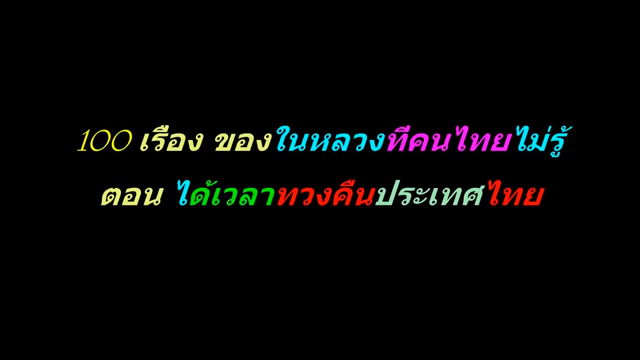 100 เรื่อง ของในหลวงที่คนไทยไม่รู้
ตอน ได้เวลาทวงคืนประเทศไทย